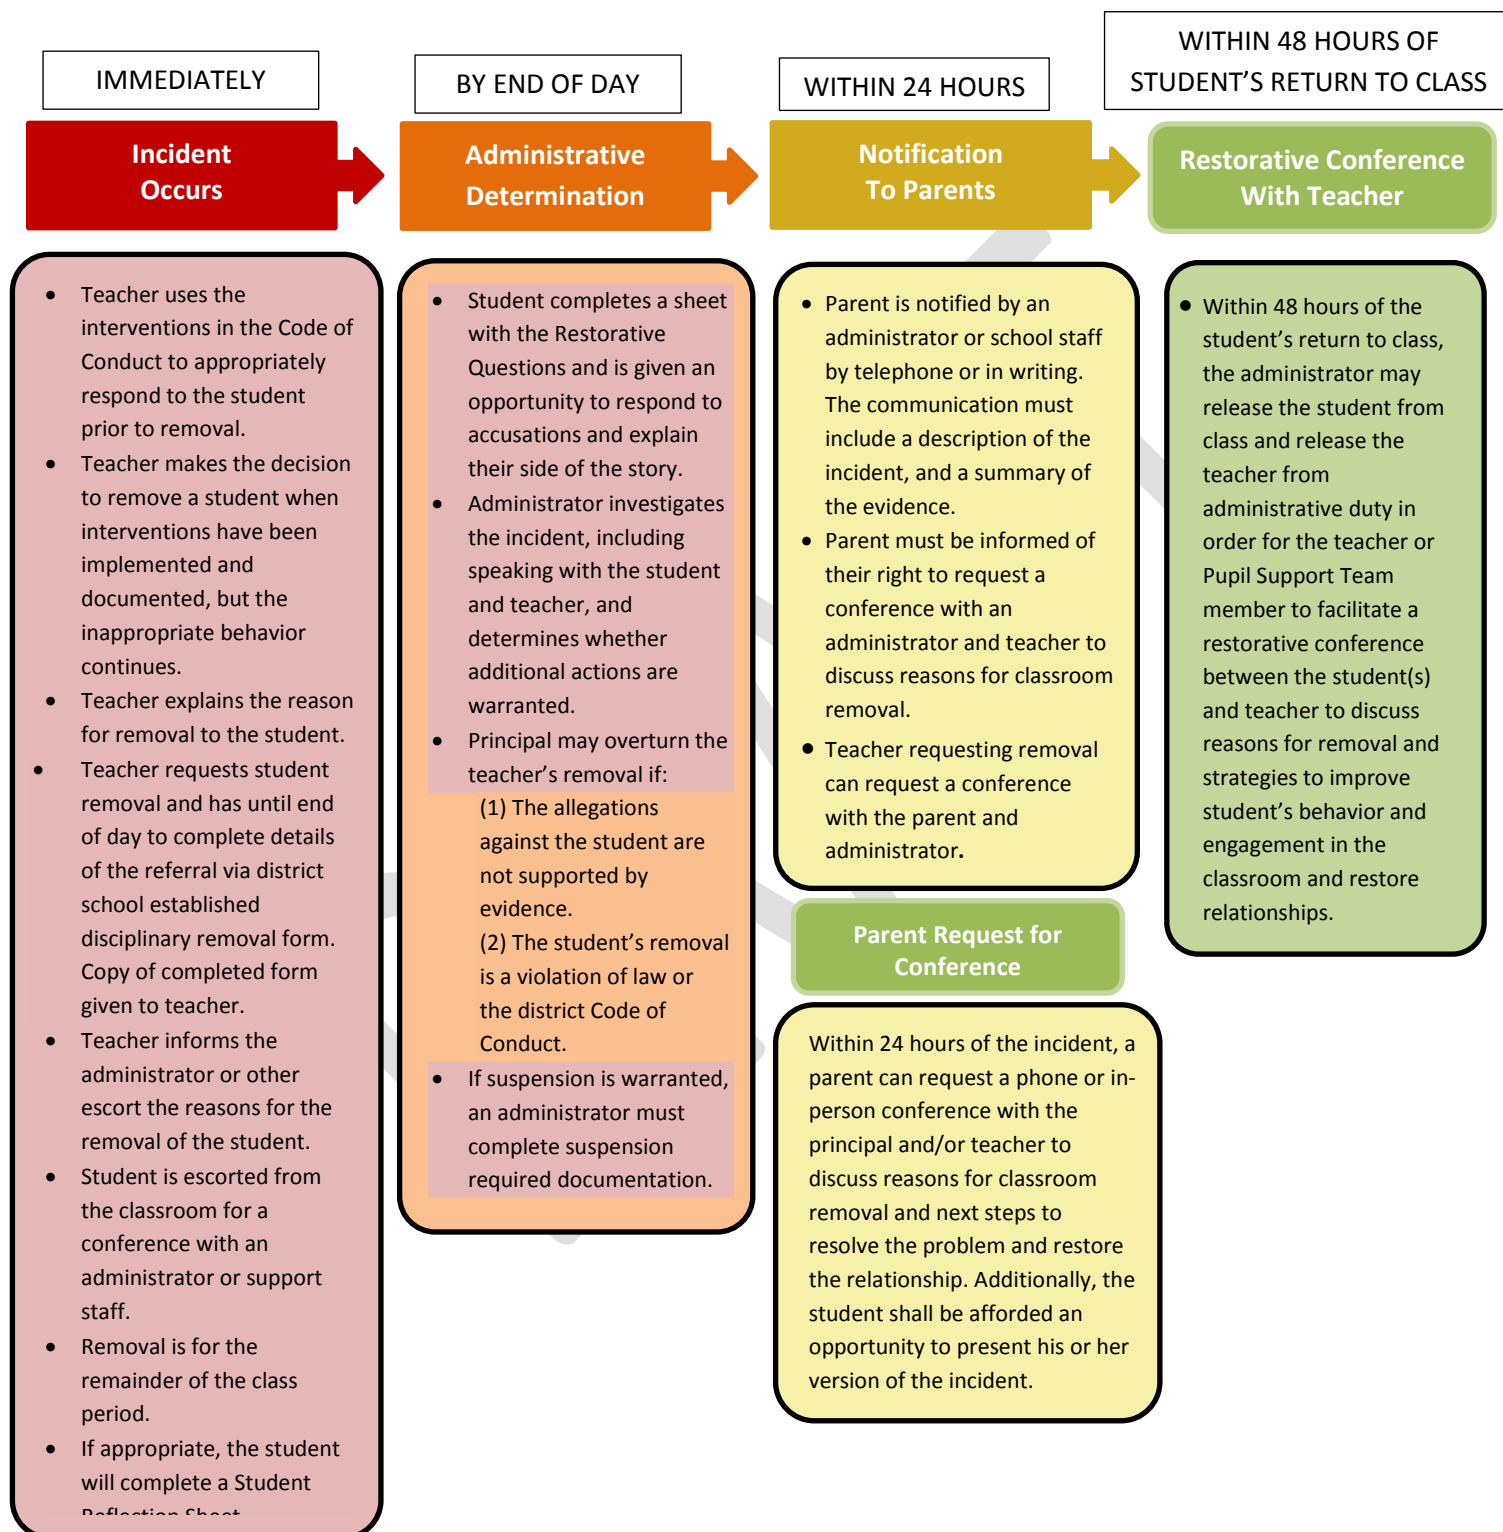 IMMEDIATELY
Incident
Occurs
• Teacher uses the
interventions in the Code of
Conduct to appropriately
respond to the student
prior to removal.
• Teacher makes the decision
to remove a student when
interventions have been
implemented and
documented, but the
inappropriate behavior
continues.
• Teacher explains the reason
for removal to the student.
• Teacher requests student
removal and has until end
of day to complete details
of the referral via district
school established
disciplinary removal form.
Copy of completed form
given to teacher.
• Teacher informs the
administrator or other
escort the reasons for the
removal of the student.
• Student is escorted from
the classroom for a
conference with an
administrator or support
staff.
• Removal is for the
remainder of the class
period.
• If appropriate, the student
will complete a Student
Reflection Sheet
BY END OF DAY
Administrative
Determination
• Student completes a sheet
with the Restorative
Questions and is given an
opportunity to respond to
accusations and explain
their side of the story.
• Administrator investigates
the incident, including
speaking with the student
and teacher, and
determines whether
additional actions are
warranted.
• Principal may overturn the
teacher’s removal if:
(1) The allegations
against the student are
not supported by
evidence.
(2) The student’s removal
is a violation of law or
the district Code of
Conduct.
• If suspension is warranted,
an administrator must
complete suspension
required documentation.
WITHIN 24 HOURS
Notification
To Parents
• Parent is notified by an
administrator or school staff
by telephone or in writing.
The communication must
include a description of the
incident, and a summary of
the evidence.
• Parent must be informed of
their right to request a
conference with an
administrator and teacher to
discuss reasons for classroom
removal.
• Teacher requesting removal
can request a conference
with the parent and
administrator.
Parent Request for
Conference
Within 24 hours of the incident, a
parent can request a phone or in-
person conference with the
principal and/or teacher to
discuss reasons for classroom
removal and next steps to
resolve the problem and restore
the relationship. Additionally, the
student shall be afforded an
opportunity to present his or her
version of the incident.
WITHIN 48 HOURS OF
STUDENT’S RETURN TO CLASS
Restorative Conference
With Teacher
• Within 48 hours of the
student’s return to class,
the administrator may
release the student from
class and release the
teacher from
administrative duty in
order for the teacher or
Pupil Support Team
member to facilitate a
restorative conference
between the student(s)
and teacher to discuss
reasons for removal and
strategies to improve
student’s behavior and
engagement in the
classroom and restore
relationships.